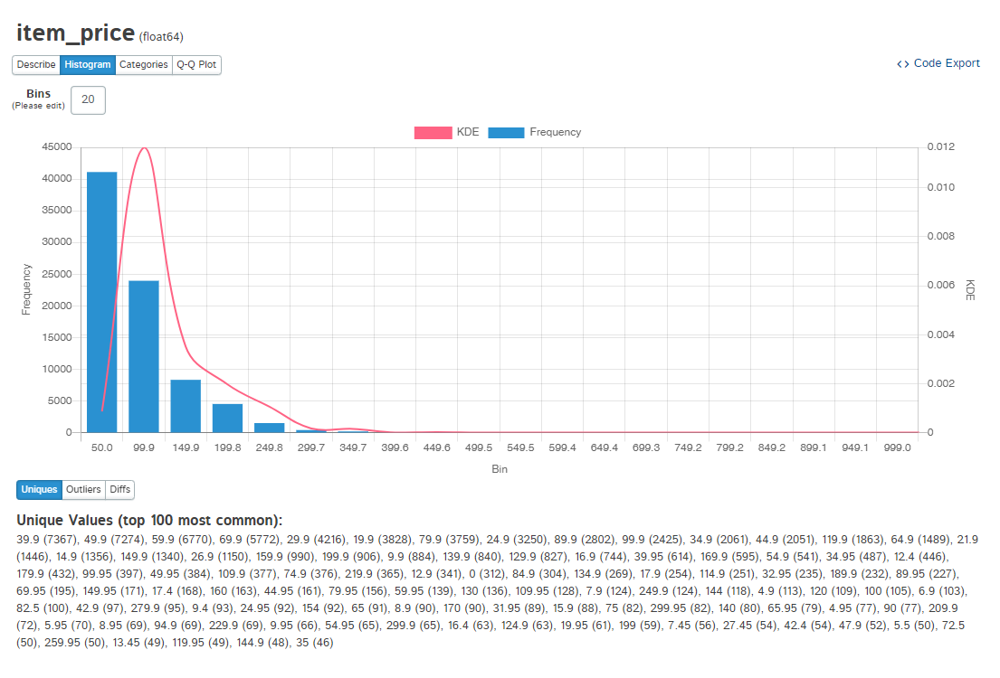 item_price (float64)
Describe Histogram Categories Q-Q Plot
<> Code Export
Bins
(Please edit)
20
KDE Frequency
45000
40000
35000
30000
25000
20000
15000
10000
5000
0
Frequency
0.012
0.010
0.008
0.006
0.004
0.002
0
KDE
50.0 99.9 149.9 199.8 249.8 299.7 349.7 399.6 449.6 499.5 549.5 599.4 649.4 699.3 749.2 799.2 849.2 899.1 949.1 999.0
Bin
Uniques Outliers Diffs
Unique Values (top 100 most common):
39.9 (7367), 49.9 (7274), 59.9 (6770), 69.9 (5772), 29.9 (4216), 19.9 (3828), 79.9 (3759), 24.9 (3250), 89.9 (2802), 99.9 (2425), 34.9 (2061), 44.9 (2051), 119.9 (1863), 64.9 (1489), 21.9
(1446), 14.9 (1356), 149.9 (1340), 26.9 (1150), 159.9 (990), 199.9 (906), 9.9 (884), 139.9 (840), 129.9 (827), 16.9 (744), 39.95 (614), 169.9 (595), 54.9 (541), 34.95 (487), 12.4 (446),
179.9 (432), 99.95 (397), 49.95 (384), 109.9 (377), 74.9 (376), 219.9 (365), 12.9 (341), 0 (312), 84.9 (304), 134.9 (269), 17.9 (254), 114.9 (251), 32.95 (235), 189.9 (232), 89.95 (227),
69.95 (195), 149.95 (171), 17.4 (168), 160 (163), 44.95 (161), 79.95 (156), 59.95 (139), 130 (136), 109.95 (128), 7.9 (124), 249.9 (124), 144 (118), 4.9 (113), 120 (109), 100 (105), 6.9 (103),
82.5 (100), 42.9 (97), 279.9 (95), 9.4 (93), 24.95 (92), 154 (92), 65 (91), 8.9 (90), 170 (90), 31.95 (89), 15.9 (88), 75 (82), 299.95 (82), 140 (80), 65.95 (79), 4.95 (77), 90 (77), 209.9
(72), 5.95 (70), 8.95 (69), 94.9 (69), 229.9 (69), 9.95 (66), 54.95 (65), 299.9 (65), 16.4 (63), 124.9 (63), 19.95 (61), 199 (59), 7.45 (56), 27.45 (54), 42.4 (54), 47.9 (52), 5.5 (50), 72.5
(50), 259.95 (50), 13.45 (49), 119.95 (49), 144.9 (48), 35 (46)